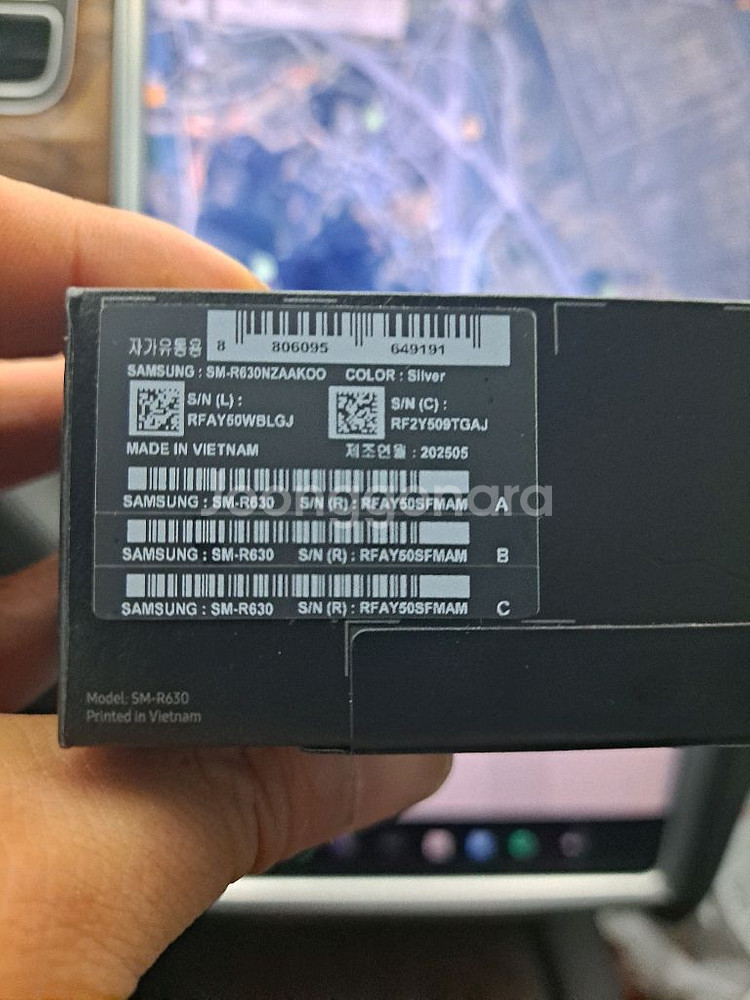 자가유통용
8 806095 649191
SAMSUNG : SM-R630NZAAKOO COLOR : Silver
S/N (L) :
RFAY50WBLGJ
S/N (C) :
RF2Y509TGAJ
MADE IN VIETNAM 제조연월 : 202505
SAMSUNG : SM-R630 S/N (R) : RFAY50SFMAM A
Joonggonara
SAMSUNG : SM-R630 S/N (R) : RFAY50SFMAM B
SAMSUNG : SM-R630 S/N (R) : RFAY50SFMAM C
Model: SM-R630
Printed in Vietnam